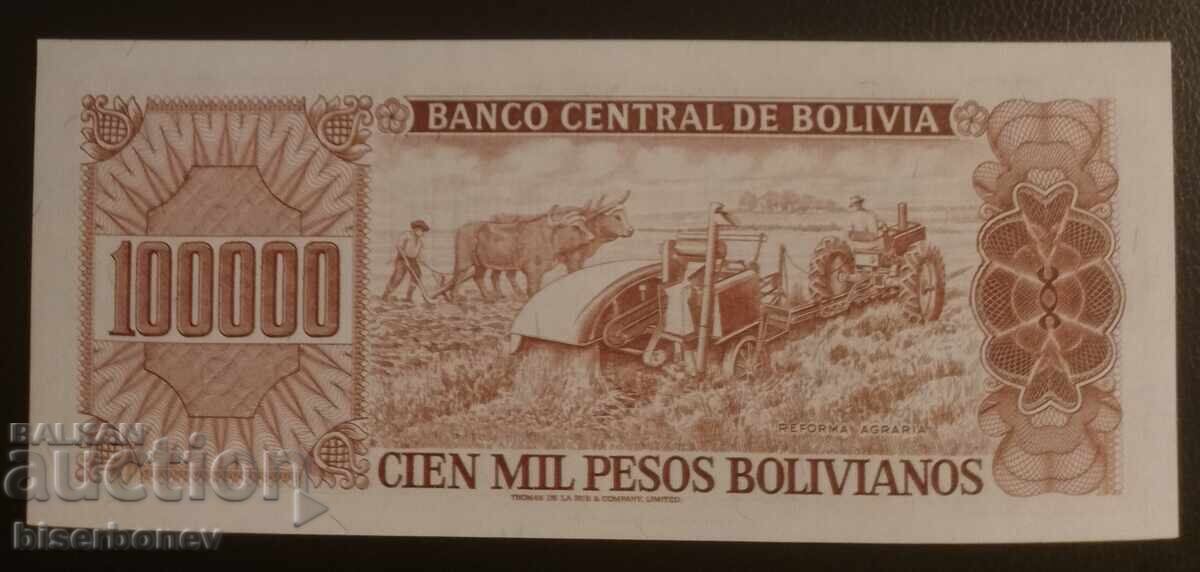 BANCO CENTRAL DE BOLIVIA
100000
REFORMA AGRARIA
CIEN MIL PESOS BOLIVIANOS
THOMAS DE LA RUE & COMPANY, LIMITED.
BALKAN
auction
biserbonev